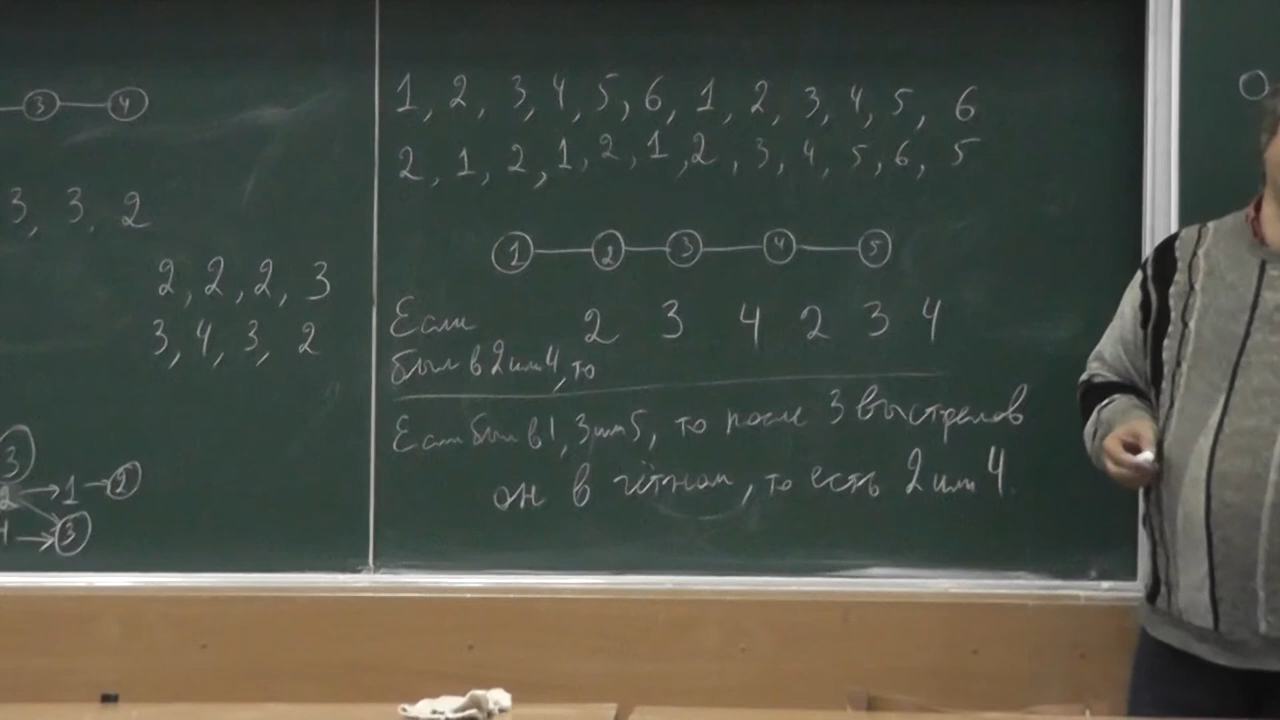 3 4
3, 3, 2
2, 2, 2, 3
3, 4, 3, 2
3
2 → 1 → 2
4 → 3
1, 2, 3, 4, 5, 6, 1, 2, 3, 4, 5, 6
2, 1, 2, 1, 2, 1, 2, 3, 4, 5, 6, 5
1 2 3 4 5
Если 2 3 4 2 3 4
был в 2 или 4, то
Если был в 1, 3 или 5, то после 3 выстрелов
он в чётном, то есть 2 или 4.